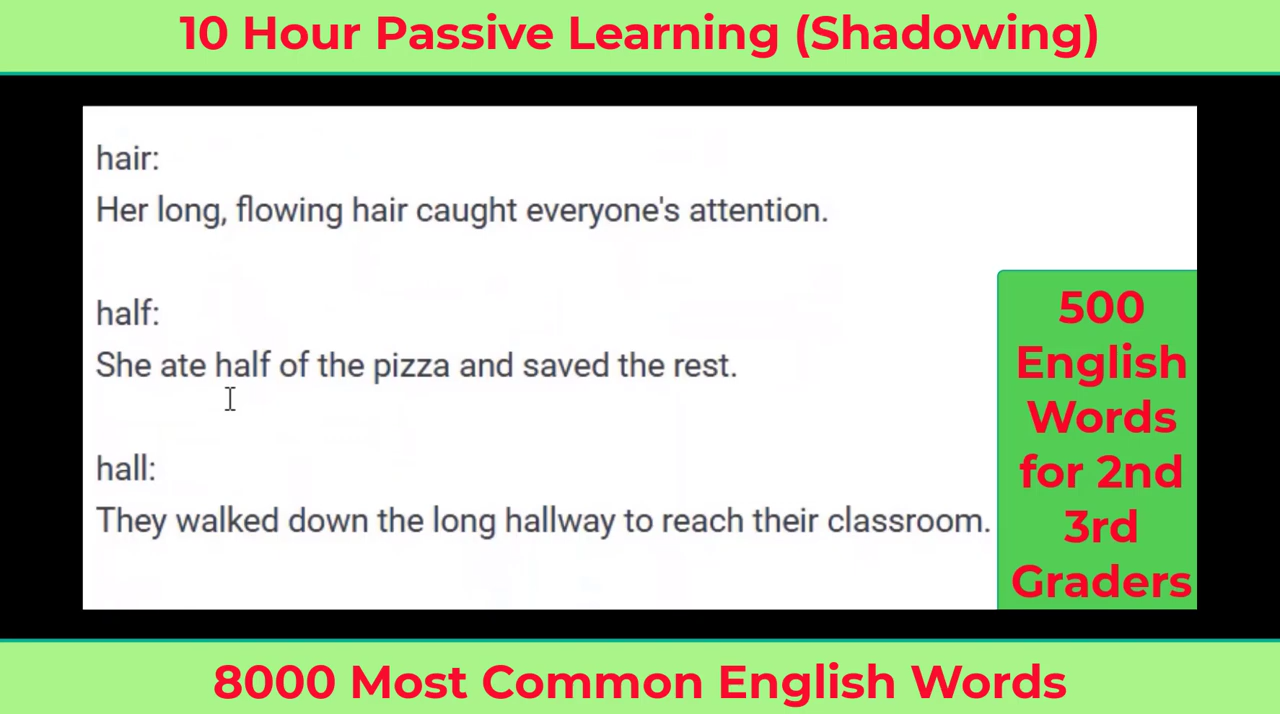 10 Hour Passive Learning (Shadowing)
hair:
Her long, flowing hair caught everyone's attention.
half:
She ate half of the pizza and saved the rest.
hall:
They walked down the long hallway to reach their classroom.
500
English
Words
for 2nd
3rd
Graders
8000 Most Common English Words